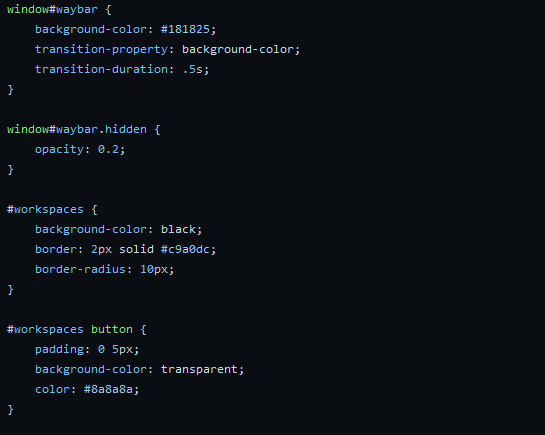 window#waybar {
    background-color: #181825;
    transition-property: background-color;
    transition-duration: .5s;
}

window#waybar.hidden {
    opacity: 0.2;
}

#workspaces {
    background-color: black;
    border: 2px solid #c9a0dc;
    border-radius: 10px;
}

#workspaces button {
    padding: 0 5px;
    background-color: transparent;
    color: #8a8a8a;
}